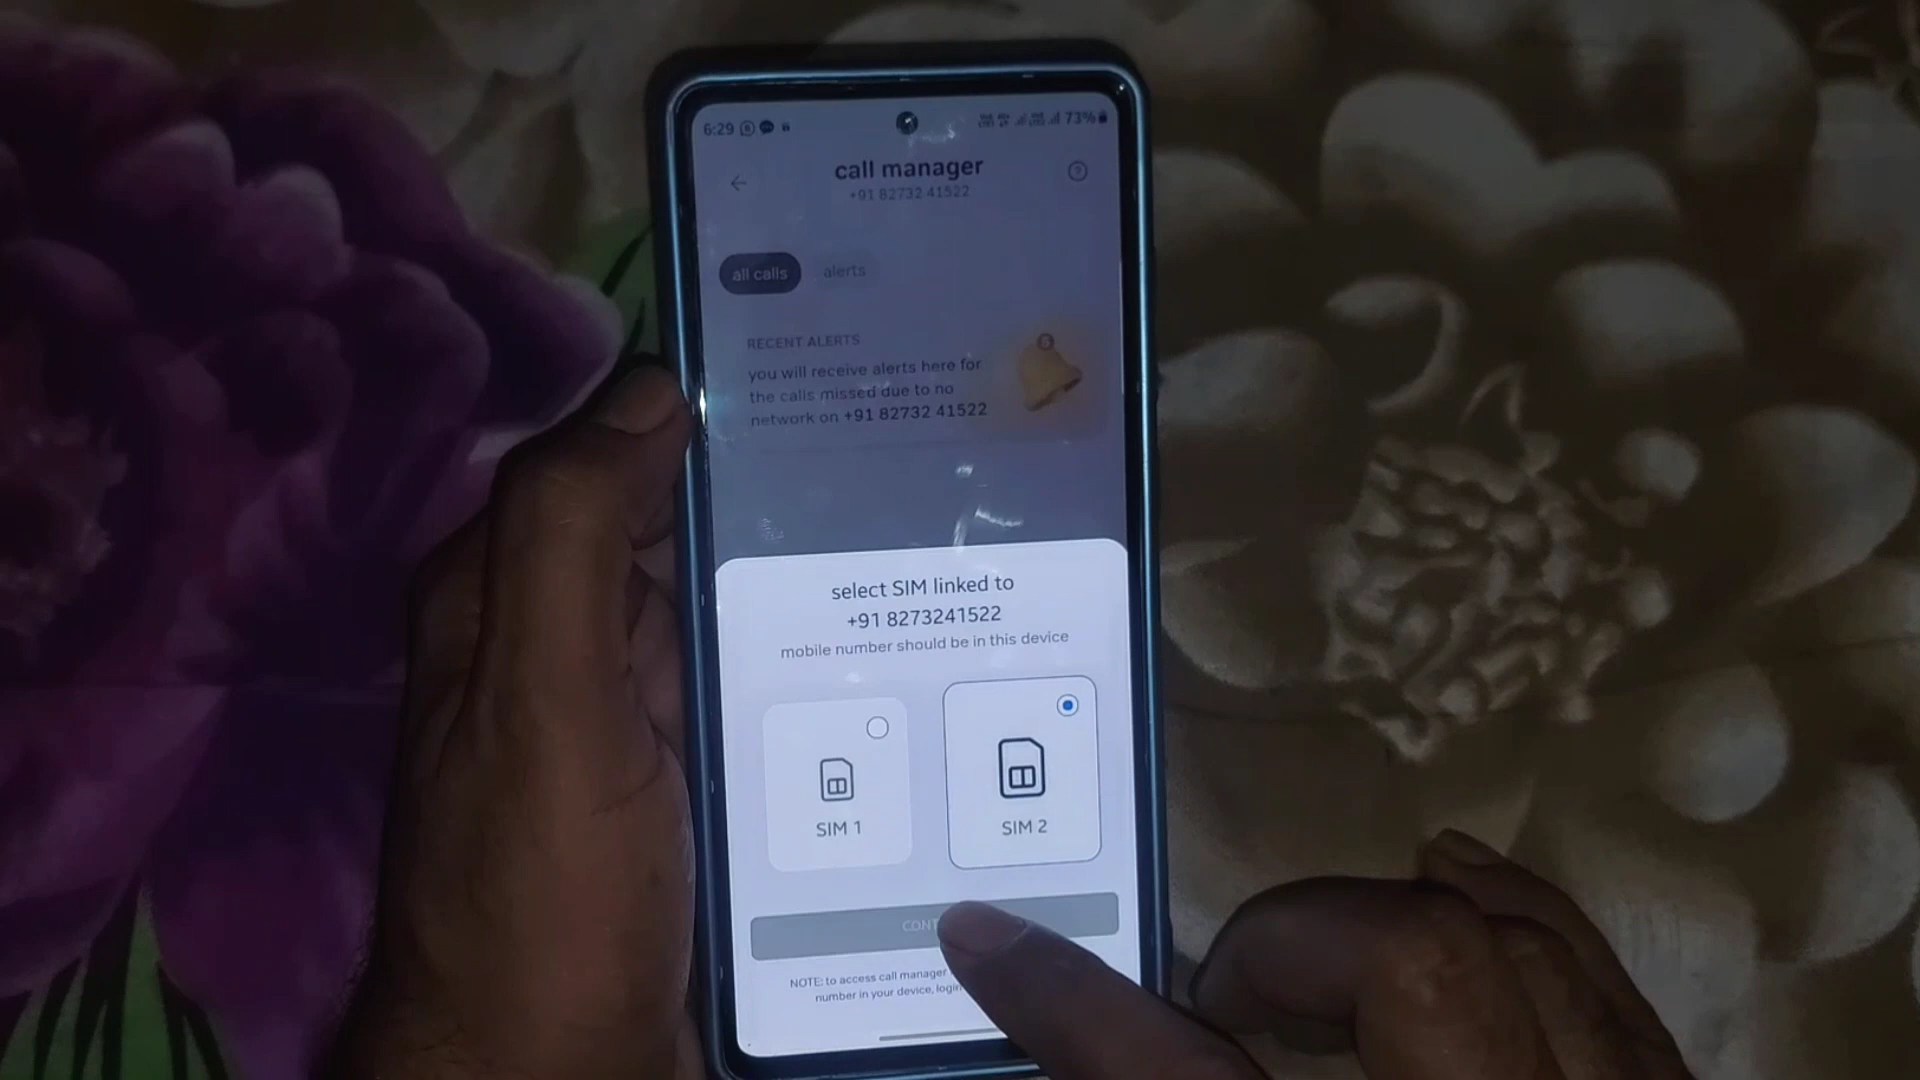 6:29
73%
call manager
+91 82732 41522
all calls
alerts
RECENT ALERTS
you will receive alerts here for
the calls missed due to no
network on +91 82732 41522
select SIM linked to
+91 8273241522
mobile number should be in this device
SIM 1
SIM 2
CONT
NOTE: to access call manager
number in your device, login